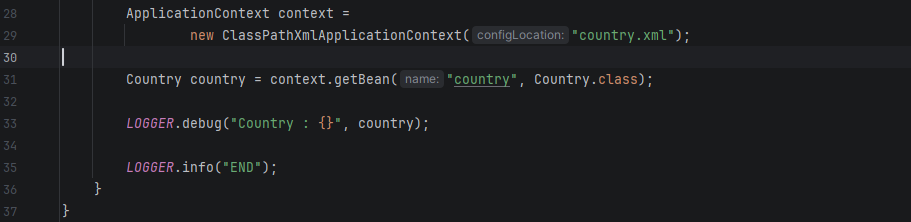 28 ApplicationContext context =
29 new ClassPathXmlApplicationContext( configLocation: "country.xml");
30
31 Country country = context.getBean( name: "country", Country.class);
32
33 LOGGER.debug("Country : {}", country);
34
35 LOGGER.info("END");
36 }
37 }